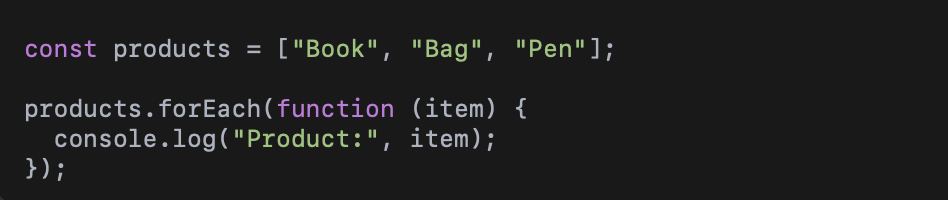 const products = ["Book", "Bag", "Pen"];

products.forEach(function (item) {
  console.log("Product:", item);
});